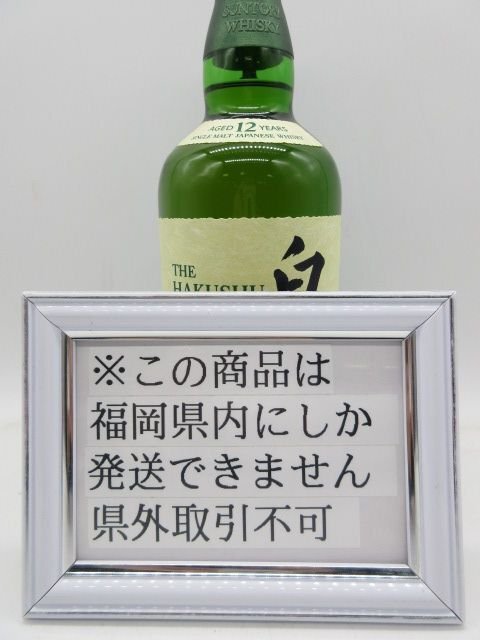 SUNTORY
WHISKY
AGED 12 YEARS
SINGLE MALT JAPANESE WHISKY
THE
HAKUSHU
白
※この商品は
福岡県内にしか
発送できません
県外取引不可